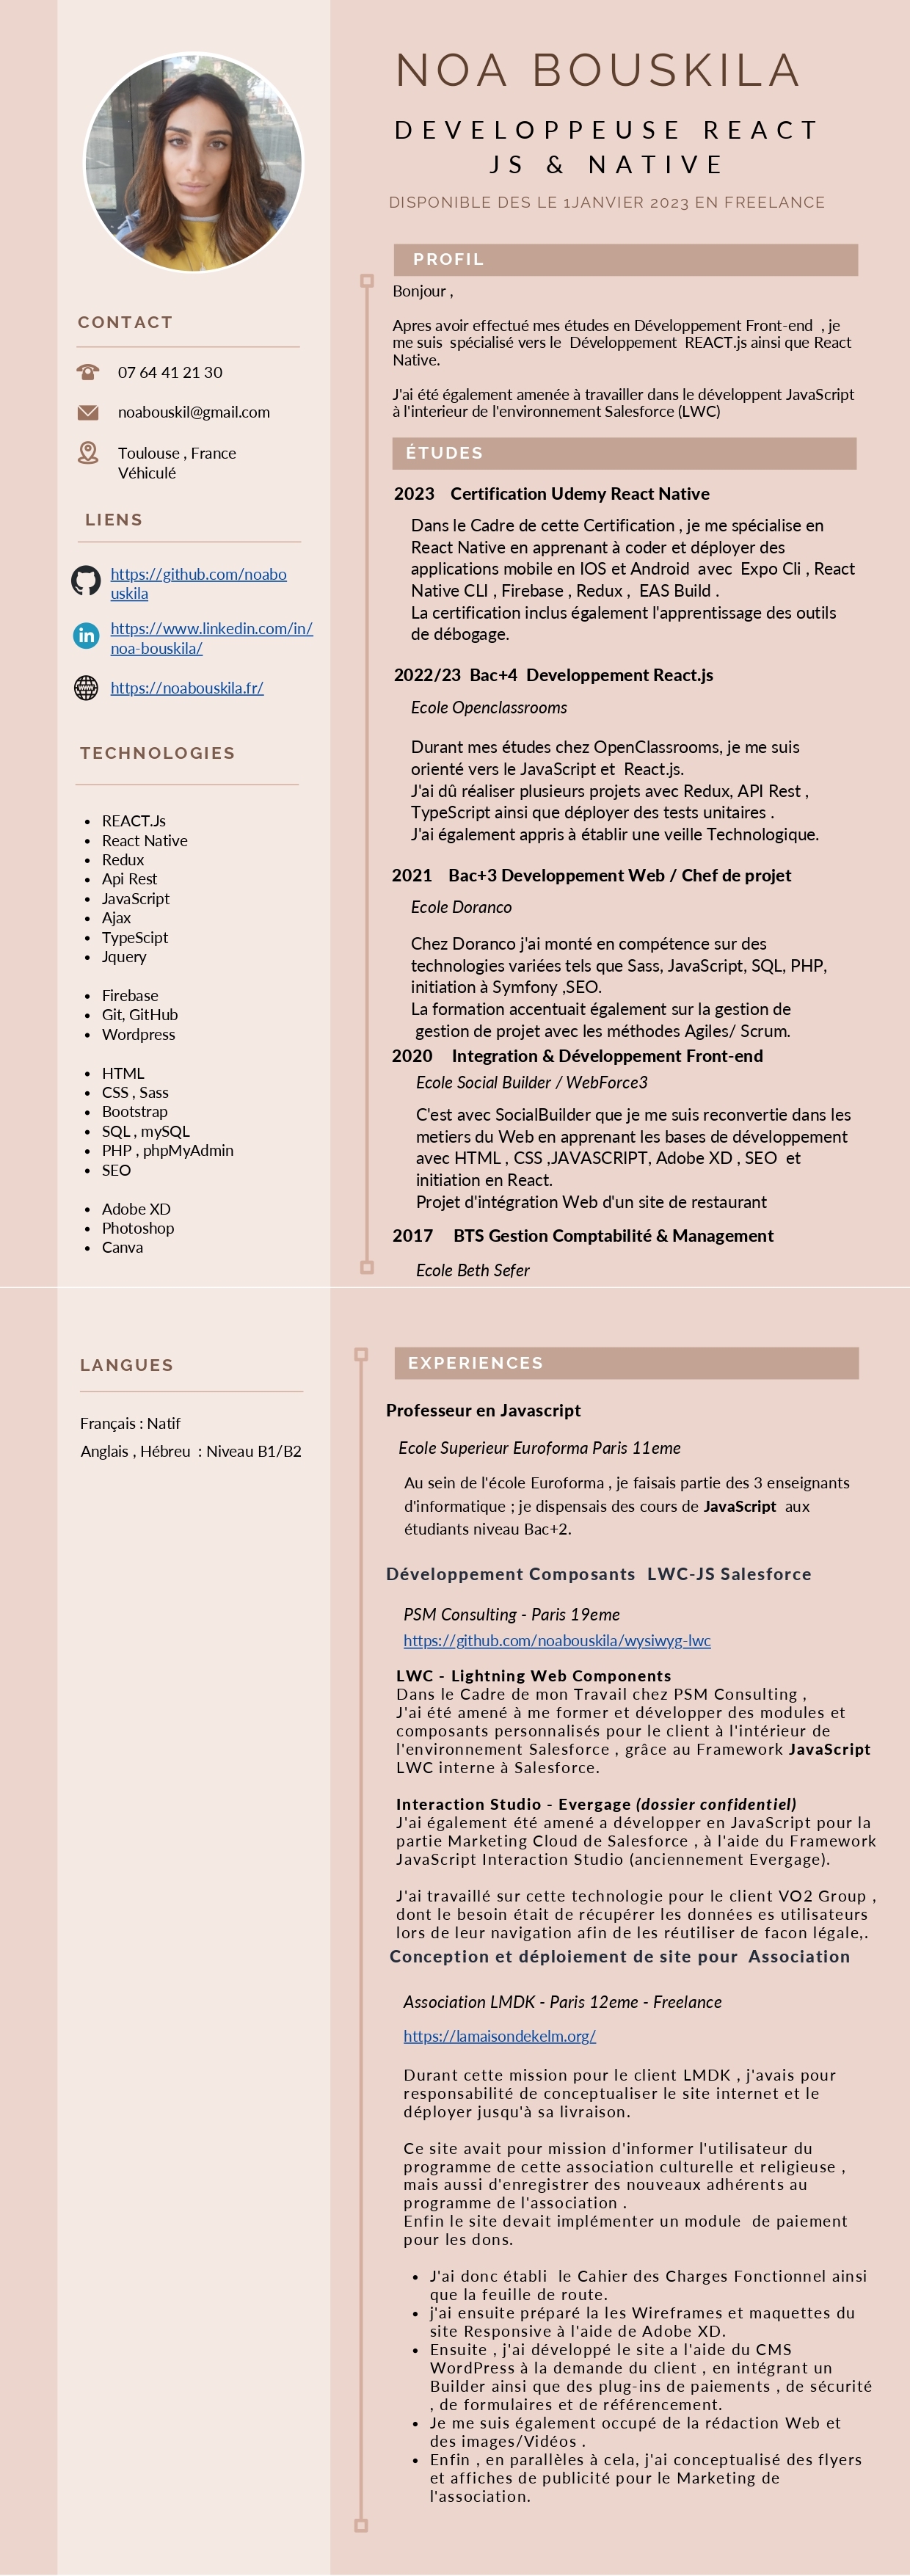 NOA BOUSKILA
DEVELOPPEUSE REACT
JS & NATIVE
DISPONIBLE DES LE 1JANVIER 2023 EN FREELANCE
CONTACT
07 64 41 21 30
noabouskil@gmail.com
Toulouse , France
Véhiculé
LIENS
https://github.com/noabo
uskila
https://www.linkedin.com/in/
noa-bouskila/
https://noabouskila.fr/
TECHNOLOGIES
• REACT.Js
• React Native
• Redux
• Api Rest
• JavaScript
• Ajax
• TypeScipt
• Jquery
• Firebase
• Git, GitHub
• Wordpress
• HTML
• CSS , Sass
• Bootstrap
• SQL , mySQL
• PHP , phpMyAdmin
• SEO
• Adobe XD
• Photoshop
• Canva
PROFIL
Bonjour ,
Apres avoir effectué mes études en Développement Front-end , je
me suis spécialisé vers le Développement REACT.js ainsi que React
Native.
J'ai été également amenée à travailler dans le développent JavaScript
à l'interieur de l'environnement Salesforce (LWC)
ÉTUDES
2023 Certification Udemy React Native
Dans le Cadre de cette Certification , je me spécialise en
React Native en apprenant à coder et déployer des
applications mobile en IOS et Android avec Expo Cli , React
Native CLI , Firebase , Redux , EAS Build .
La certification inclus également l'apprentissage des outils
de débogage.
2022/23 Bac+4 Developpement React.js
Ecole Openclassrooms
Durant mes études chez OpenClassrooms, je me suis
orienté vers le JavaScript et React.js.
J'ai dû réaliser plusieurs projets avec Redux, API Rest ,
TypeScript ainsi que déployer des tests unitaires .
J'ai également appris à établir une veille Technologique.
2021 Bac+3 Developpement Web / Chef de projet
Ecole Doranco
Chez Doranco j'ai monté en compétence sur des
technologies variées tels que Sass, JavaScript, SQL, PHP,
initiation à Symfony ,SEO.
La formation accentuait également sur la gestion de
gestion de projet avec les méthodes Agiles/ Scrum.
2020 Integration & Développement Front-end
Ecole Social Builder / WebForce3
C'est avec SocialBuilder que je me suis reconvertie dans les
metiers du Web en apprenant les bases de développement
avec HTML , CSS ,JAVASCRIPT, Adobe XD , SEO et
initiation en React.
Projet d'intégration Web d'un site de restaurant
2017 BTS Gestion Comptabilité & Management
Ecole Beth Sefer
LANGUES
Français : Natif
Anglais , Hébreu : Niveau B1/B2
EXPERIENCES
Professeur en Javascript
Ecole Superieur Euroforma Paris 11eme
Au sein de l'école Euroforma , je faisais partie des 3 enseignants
d'informatique ; je dispensais des cours de JavaScript aux
étudiants niveau Bac+2.
Développement Composants LWC-JS Salesforce
PSM Consulting - Paris 19eme
https://github.com/noabouskila/wysiwyg-lwc
LWC - Lightning Web Components
Dans le Cadre de mon Travail chez PSM Consulting ,
J'ai été amené à me former et développer des modules et
composants personnalisés pour le client à l'intérieur de
l'environnement Salesforce , grâce au Framework JavaScript
LWC interne à Salesforce.
Interaction Studio - Evergage (dossier confidentiel)
J'ai également été amené a développer en JavaScript pour la
partie Marketing Cloud de Salesforce , à l'aide du Framework
JavaScript Interaction Studio (anciennement Evergage).
J'ai travaillé sur cette technologie pour le client VO2 Group ,
dont le besoin était de récupérer les données es utilisateurs
lors de leur navigation afin de les réutiliser de facon légale,.
Conception et déploiement de site pour Association
Association LMDK - Paris 12eme - Freelance
https://lamaisondekelm.org/
Durant cette mission pour le client LMDK , j'avais pour
responsabilité de conceptualiser le site internet et le
déployer jusqu'à sa livraison.
Ce site avait pour mission d'informer l'utilisateur du
programme de cette association culturelle et religieuse ,
mais aussi d'enregistrer des nouveaux adhérents au
programme de l'association .
Enfin le site devait implémenter un module de paiement
pour les dons.
• J'ai donc établi le Cahier des Charges Fonctionnel ainsi
que la feuille de route.
• j'ai ensuite préparé la les Wireframes et maquettes du
site Responsive à l'aide de Adobe XD.
• Ensuite , j'ai développé le site a l'aide du CMS
WordPress à la demande du client , en intégrant un
Builder ainsi que des plug-ins de paiements , de sécurité
, de formulaires et de référencement.
• Je me suis également occupé de la rédaction Web et
des images/Vidéos .
• Enfin , en parallèles à cela, j'ai conceptualisé des flyers
et affiches de publicité pour le Marketing de
l'association.